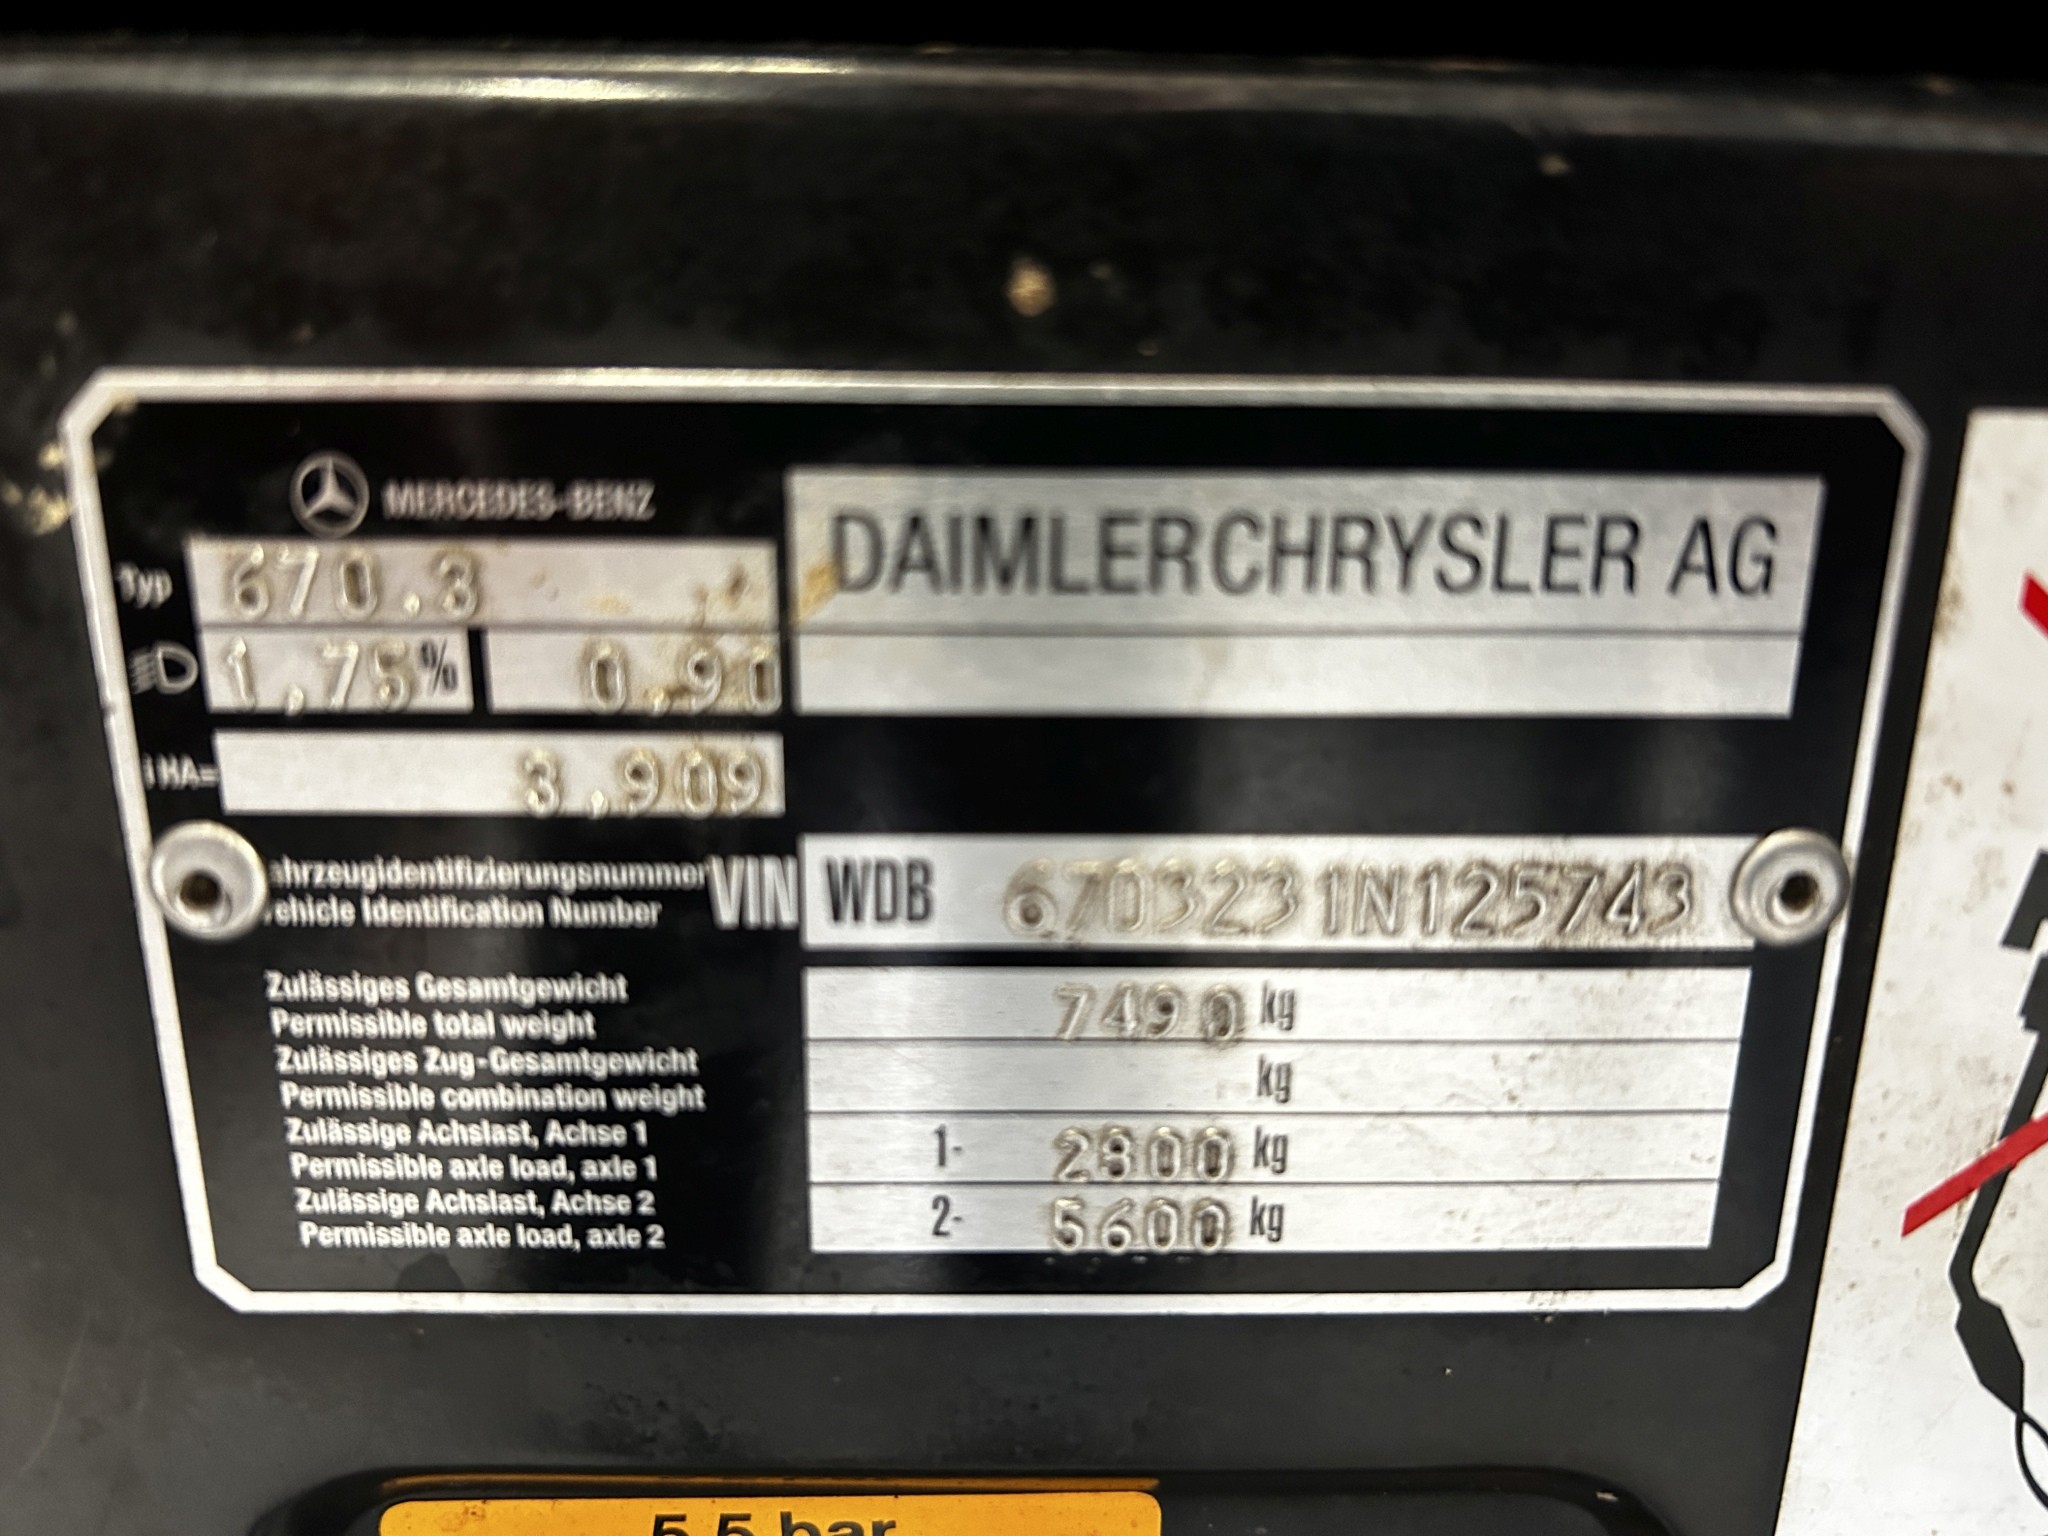 MERCEDES-BENZ
DAIMLERCHRYSLER AG
Typ 670.3
1,75% 0,90
i HA= 3,909
ahrzeugidentifizierungsnummer
ehicle Identification Number
VIN WDB 6703231N125743
Zulässiges Gesamtgewicht
Permissible total weight
7490 kg
Zulässiges Zug-Gesamtgewicht
Permissible combination weight
kg
Zulässige Achslast, Achse 1
Permissible axle load, axle 1
1- 2800 kg
Zulässige Achslast, Achse 2
Permissible axle load, axle 2
2- 5600 kg
5,5 bar